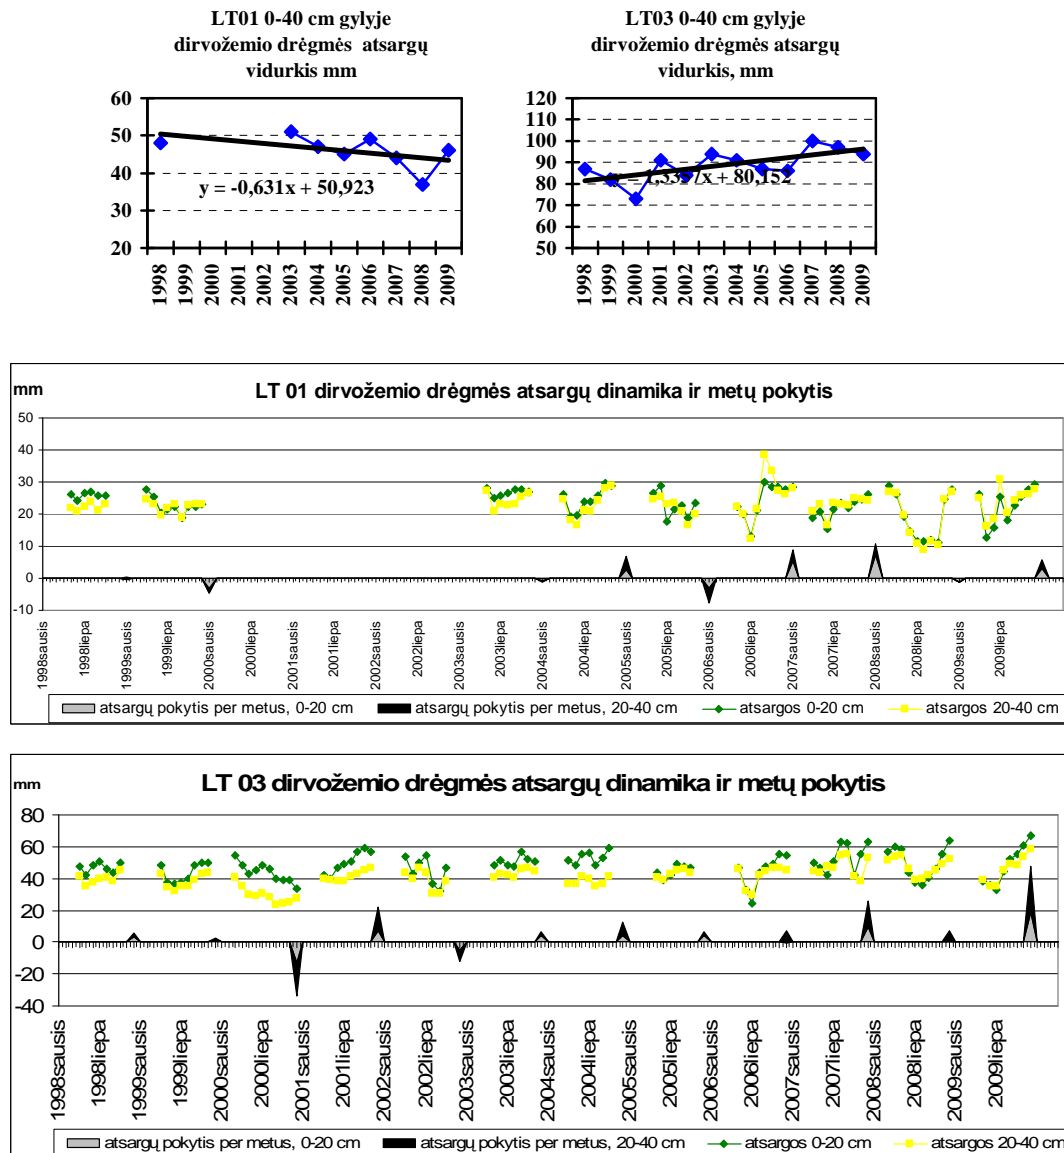 LT01 0-40 cm gylyje
dirvožemio drėgmės atsargų
vidurkis mm
60
50
40
30
20
y = -0,631x + 50,923
1998
1999
2000
2001
2002
2003
2004
2005
2006
2007
2008
2009
LT03 0-40 cm gylyje
dirvožemio drėgmės atsargų
vidurkis, mm
120
110
100
90
80
70
60
50
x + 80,152
1998
1999
2000
2001
2002
2003
2004
2005
2006
2007
2008
2009
mm
LT 01 dirvožemio drėgmės atsargų dinamika ir metų pokytis
50
40
30
20
10
0
-10
1998sausis
1998liepa
1999sausis
1999liepa
2000sausis
2000liepa
2001sausis
2001liepa
2002sausis
2002liepa
2003sausis
2003liepa
2004sausis
2004liepa
2005sausis
2005liepa
2006sausis
2006liepa
2007sausis
2007liepa
2008sausis
2008liepa
2009sausis
2009liepa
atsargų pokytis per metus, 0-20 cm
atsargų pokytis per metus, 20-40 cm
atsargos 0-20 cm
atsargos 20-40 cm
mm
LT 03 dirvožemio drėgmės atsargų dinamika ir metų pokytis
80
60
40
20
0
-20
-40
1998sausis
1998liepa
1999sausis
1999liepa
2000sausis
2000liepa
2001sausis
2001liepa
2002sausis
2002liepa
2003sausis
2003liepa
2004sausis
2004liepa
2005sausis
2005liepa
2006sausis
2006liepa
2007sausis
2007liepa
2008sausis
2008liepa
2009sausis
2009liepa
atsargų pokytis per metus, 0-20 cm
atsargų pokytis per metus, 20-40 cm
atsargos 0-20 cm
atsargos 20-40 cm